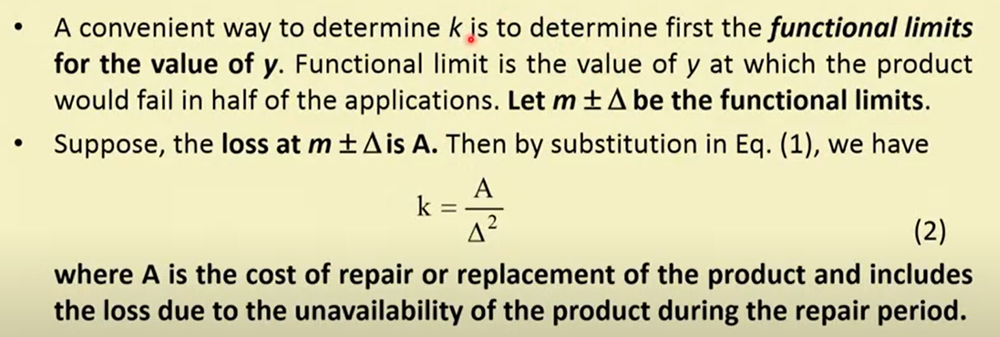 • A convenient way to determine k is to determine first the functional limits
for the value of y. Functional limit is the value of y at which the product
would fail in half of the applications. Let m ± Δ be the functional limits.
• Suppose, the loss at m ± Δ is A. Then by substitution in Eq. (1), we have
k = A / Δ² (2)
where A is the cost of repair or replacement of the product and includes
the loss due to the unavailability of the product during the repair period.